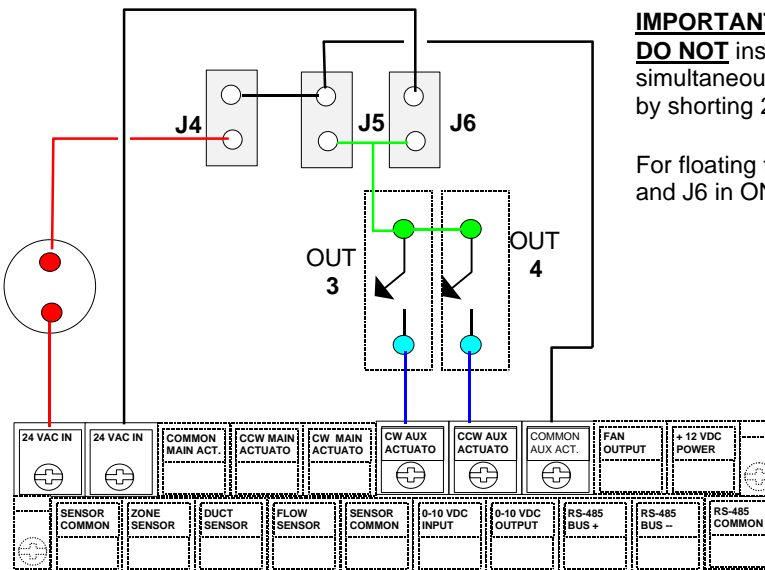 IMPORTANT
DO NOT ins
simultaneou
by shorting 2
For floating
and J6 in ON
J4
J5
J6
OUT
3
OUT
4
24 VAC IN
24 VAC IN
COMMON
MAIN ACT.
CCW MAIN
ACTUATO
CW MAIN
ACTUATO
CW AUX
ACTUATO
CCW AUX
ACTUATO
COMMON
AUX ACT.
FAN
OUTPUT
+ 12 VDC
POWER
SENSOR
COMMON
ZONE
SENSOR
DUCT
SENSOR
FLOW
SENSOR
SENSOR
COMMON
0-10 VDC
INPUT
0-10 VDC
OUTPUT
RS-485
BUS +
RS-485
BUS --
RS-485
COMMON